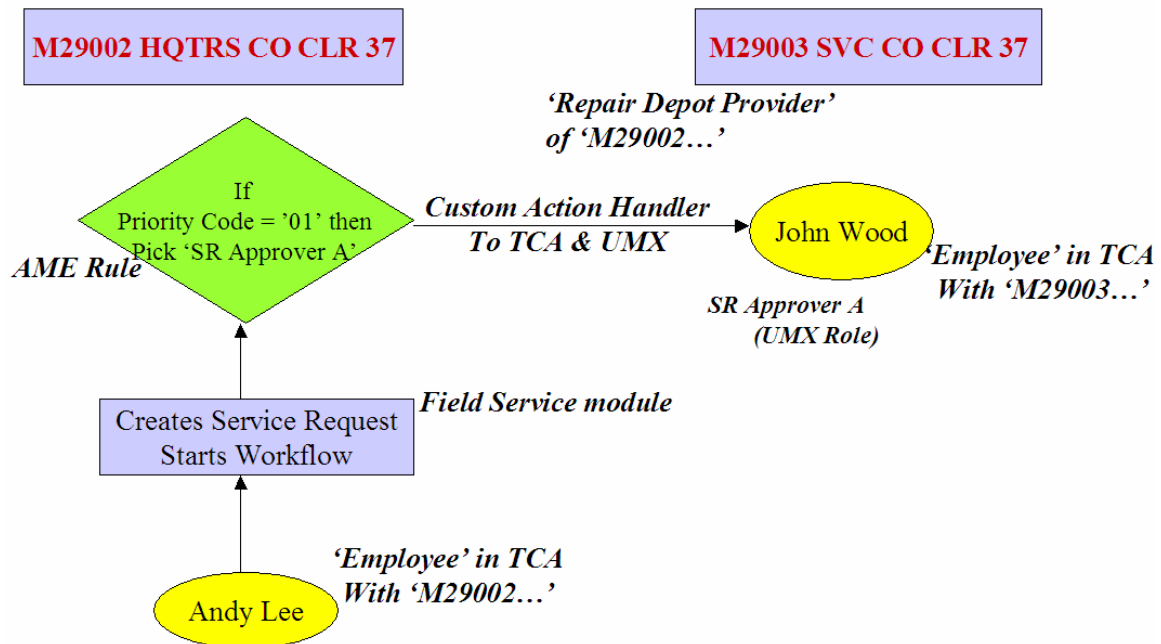 M29002 HQTRS CO CLR 37
M29003 SVC CO CLR 37
‘Repair Depot Provider’
of ‘M29002…’
If
Priority Code = ’01’ then
Pick ‘SR Approver A’
AME Rule
Custom Action Handler
To TCA & UMX
John Wood
‘Employee’ in TCA
With ‘M29003…’
SR Approver A
(UMX Role)
Creates Service Request
Starts Workflow
Field Service module
‘Employee’ in TCA
With ‘M29002…’
Andy Lee